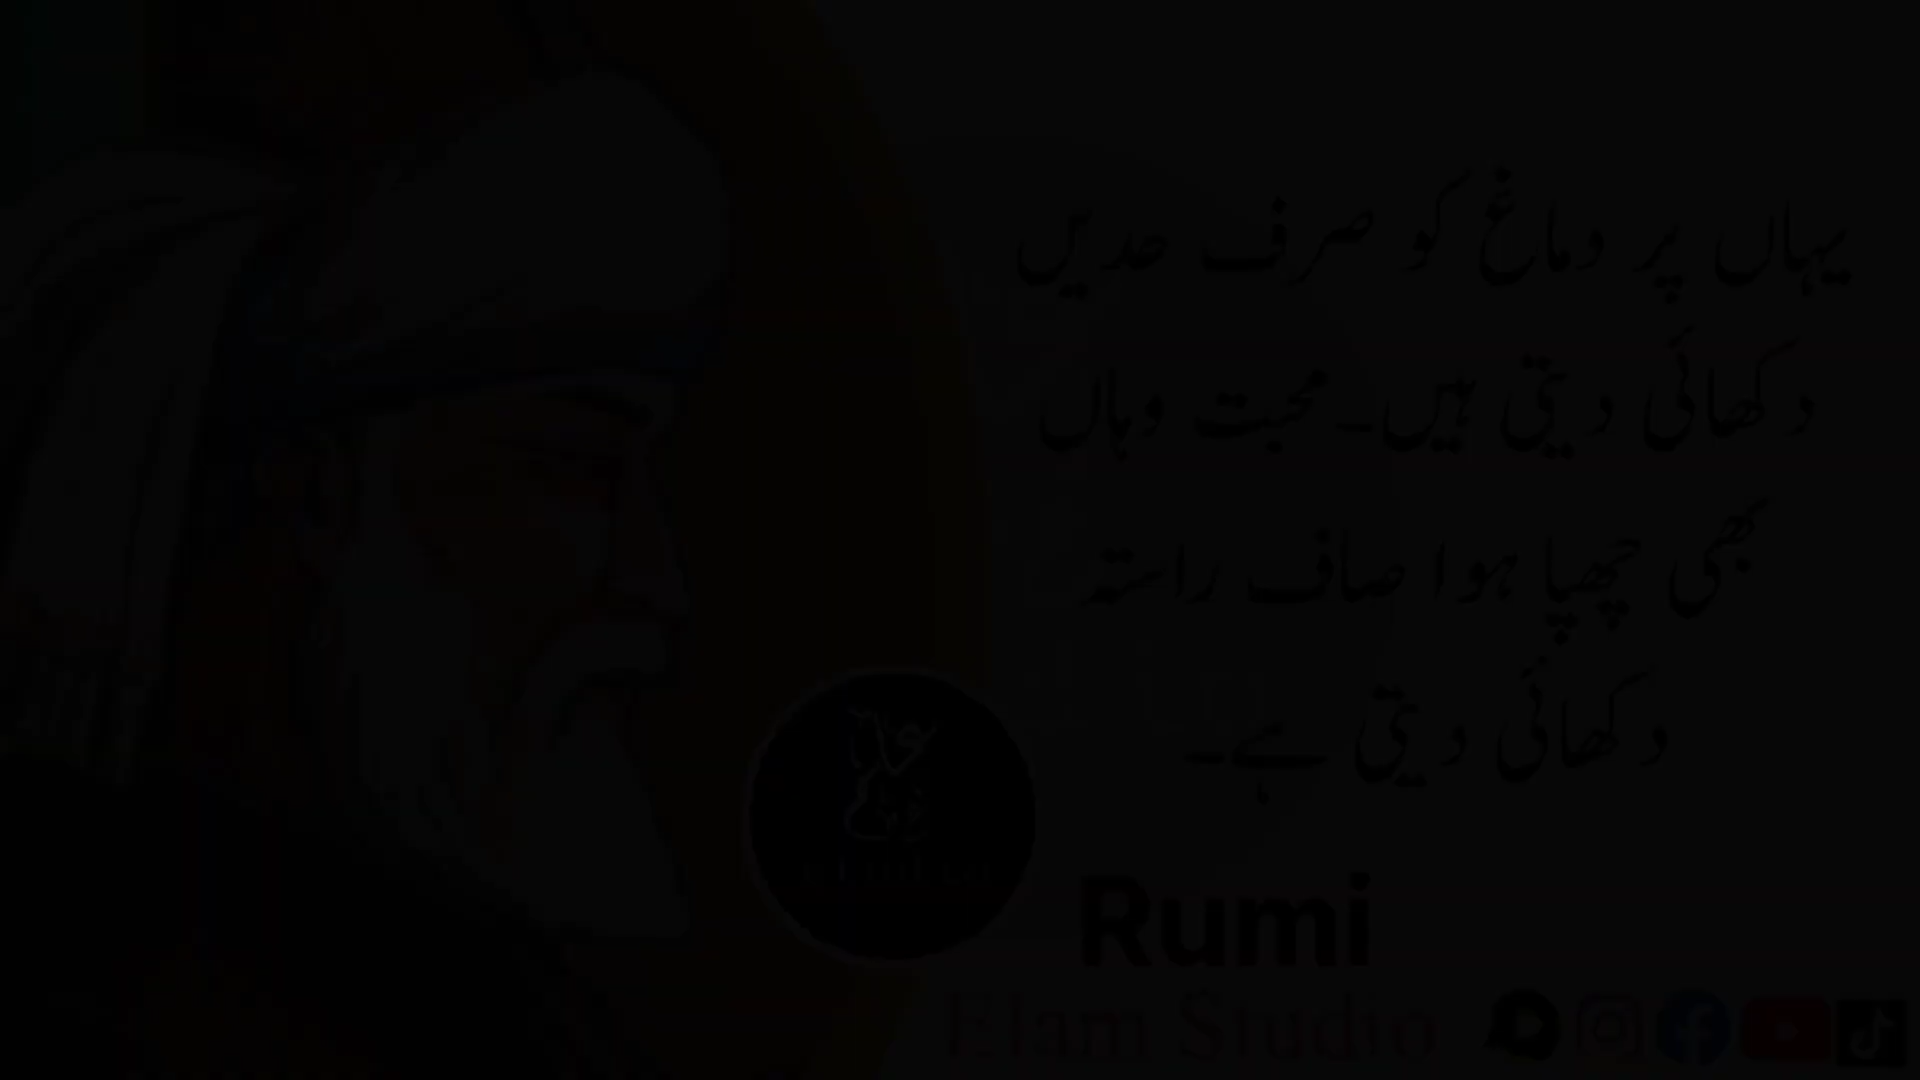 یہاں پر دماغ کو صرف حدیں
دکھائی دیتی ہیں۔ محبت وہاں
بھی چھپا ہوا صاف راستہ
دکھائی دیتی ہے۔
Rumi
Elam Studio